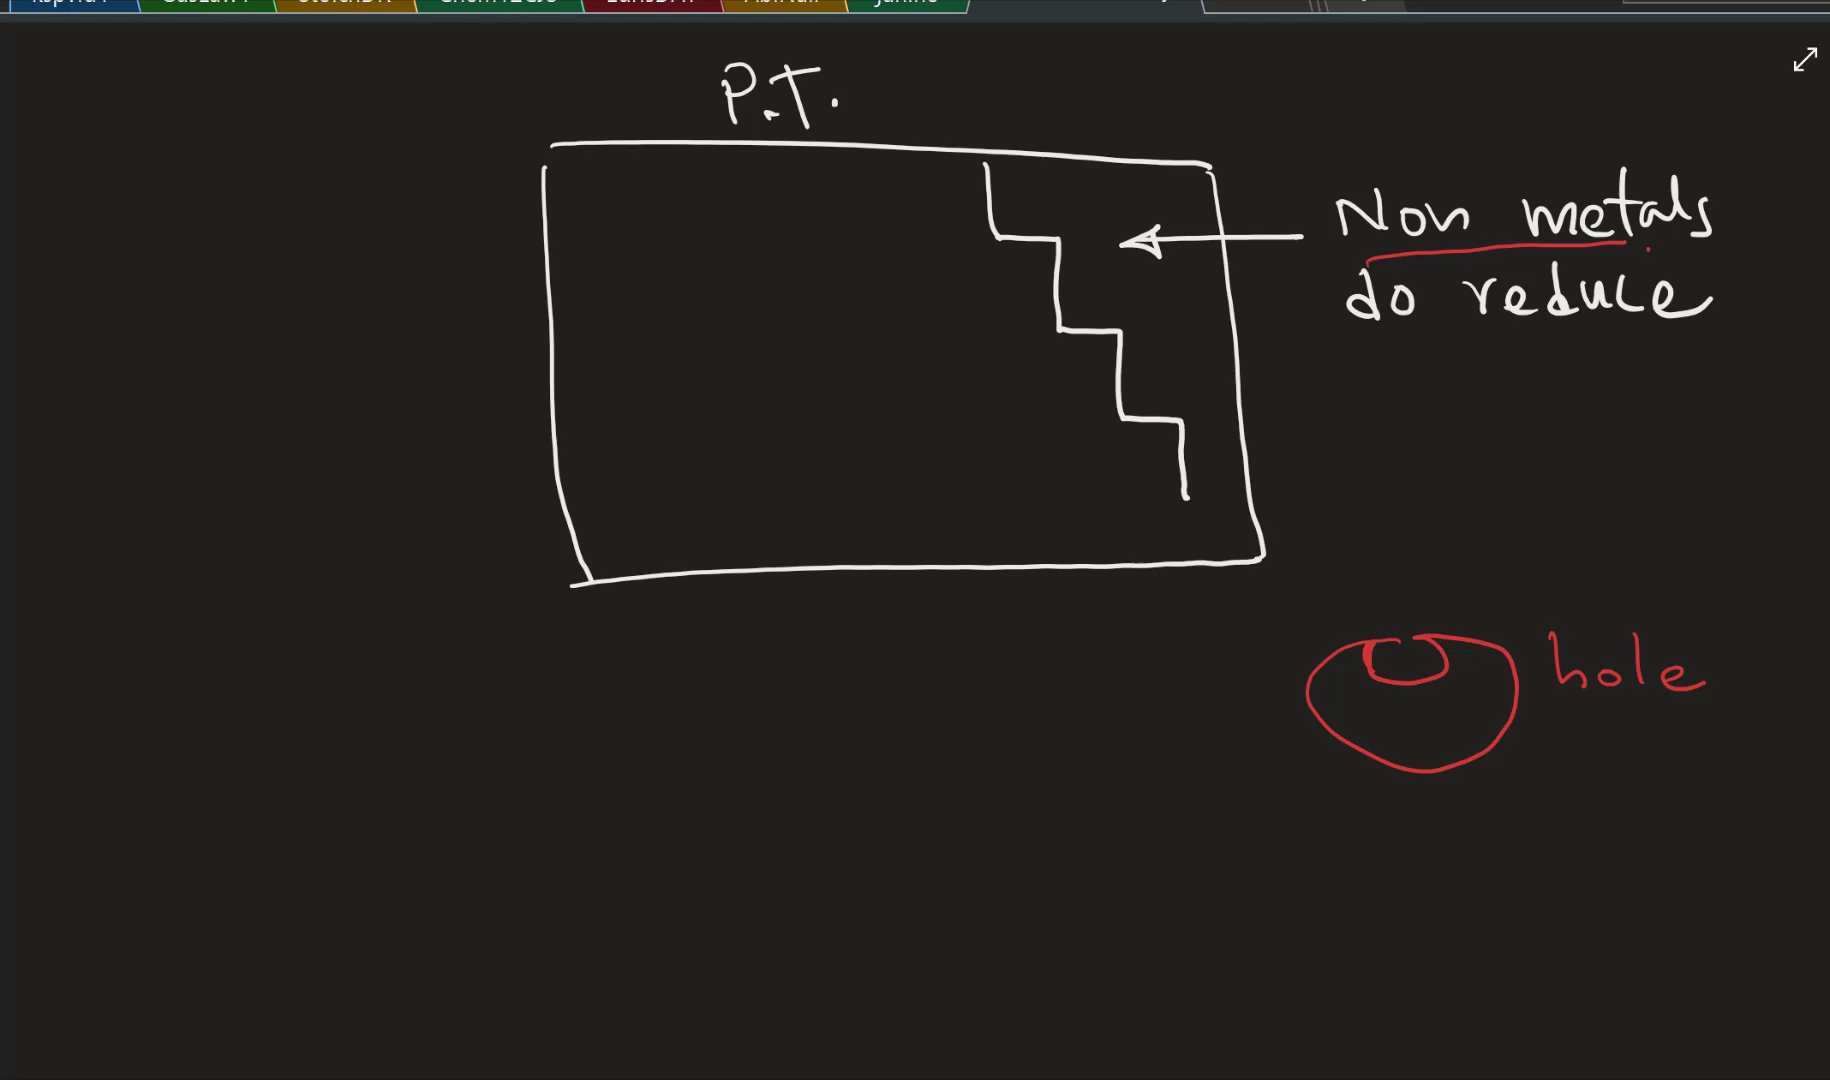 P.T.
Non metals
do reduce
hole